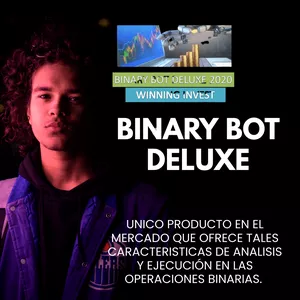 BINARY BOT DELUXE 2020
WINNING INVEST
BINARY BOT
DELUXE
UNICO PRODUCTO EN EL
MERCADO QUE OFRECE TALES
CARACTERISTICAS DE ANALISIS
Y EJECUCIÓN EN LAS
OPERACIONES BINARIAS.